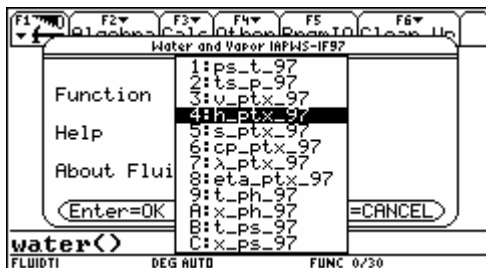 F1 F2 F3 F4 F5 F6
Algebra Calc Other PrgmIO Clean Up
Water and Vapor IAPWS-IF97
1:ps_t_97
2:ts_p_97
3:v_ptx_97
Function
4:h_ptx_97
5:s_ptx_97
Help
6:cp_ptx_97
7:λ_ptx_97
About Flui
8:eta_ptx_97
9:t_ph_97
A:x_ph_97
Enter=OK =CANCEL
B:t_ps_97
C:x_ps_97
water()
FLUIDTI DEG AUTO FUNC 0/30